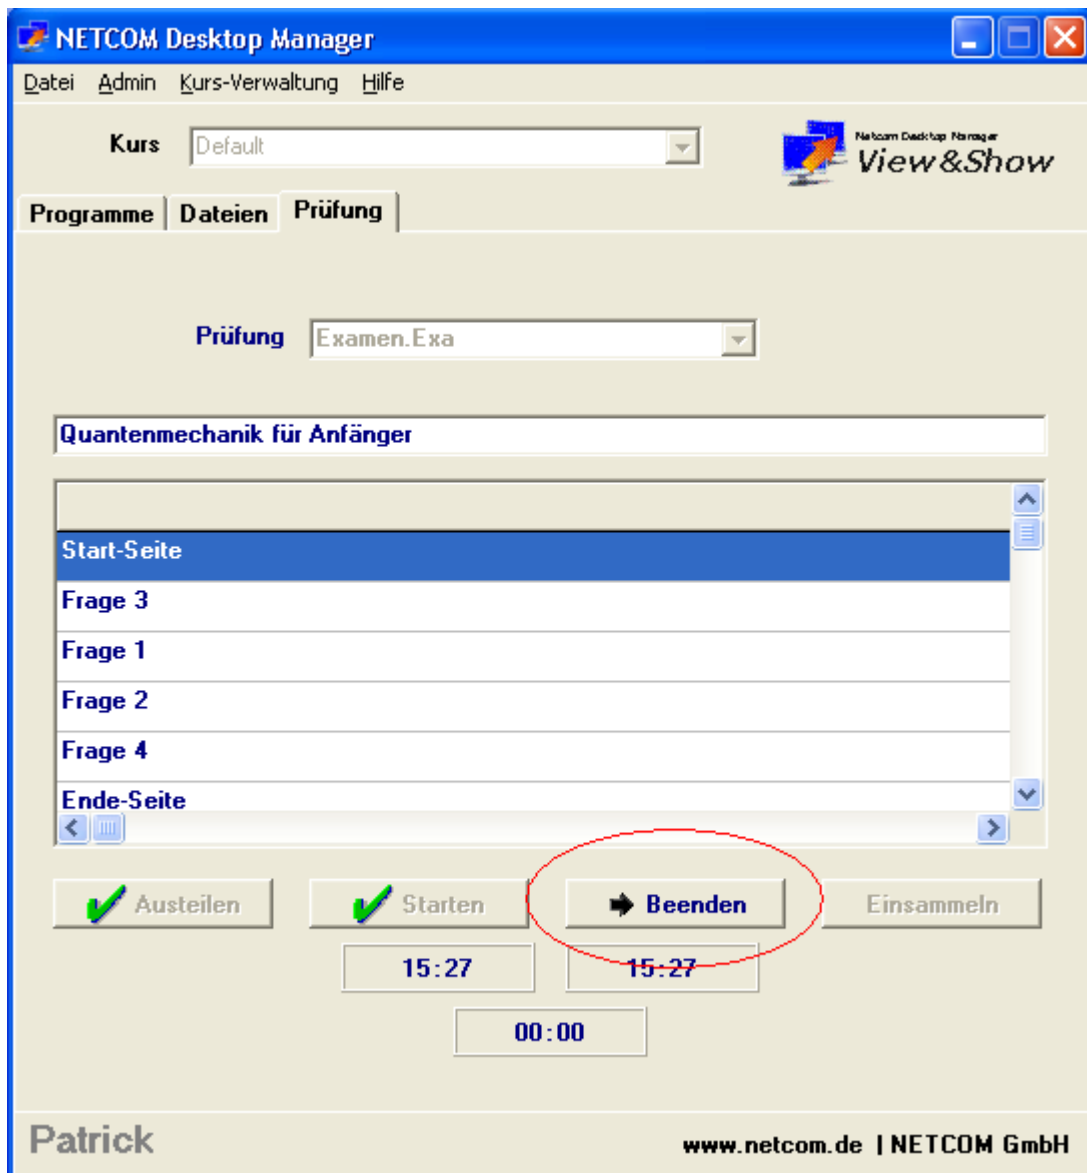 NETCOM Desktop Manager
Datei Admin Kurs-Verwaltung Hilfe
Kurs Default
Netcom Desktop Manager
View&Show
Programme Dateien Prüfung
Prüfung Examen.Exa
Quantenmechanik für Anfänger
Start-Seite
Frage 3
Frage 1
Frage 2
Frage 4
Ende-Seite
Austeilen Starten Beenden Einsammeln
15:27 15:27
00:00
Patrick www.netcom.de | NETCOM GmbH